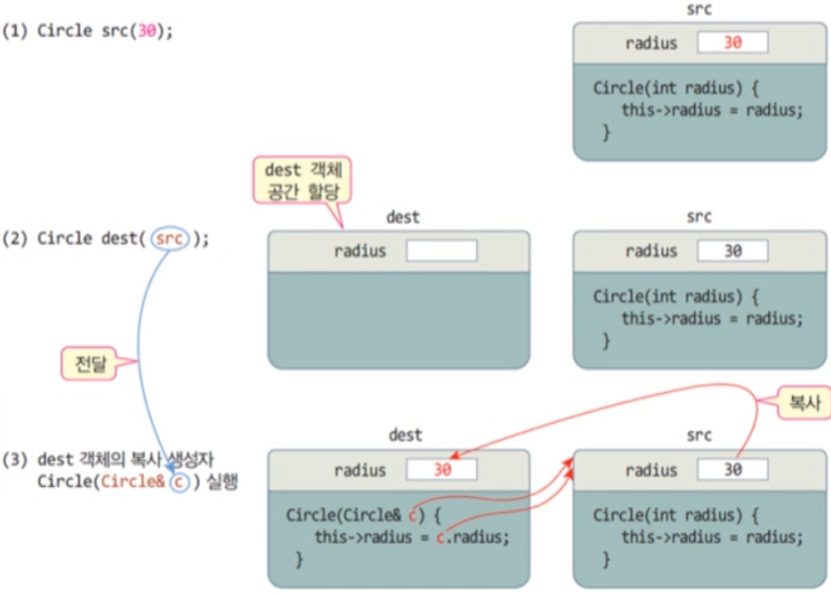 src
(1) Circle src(30);
radius 30
Circle(int radius) {
this->radius = radius;
}
dest 객체
공간 할당
dest
src
(2) Circle dest( src );
radius
radius 30
Circle(int radius) {
this->radius = radius;
}
전달
복사
dest
src
(3) dest 객체의 복사 생성자
Circle(Circle& c ) 실행
radius 30
radius 30
Circle(Circle& c) {
this->radius = c.radius;
}
Circle(int radius) {
this->radius = radius;
}